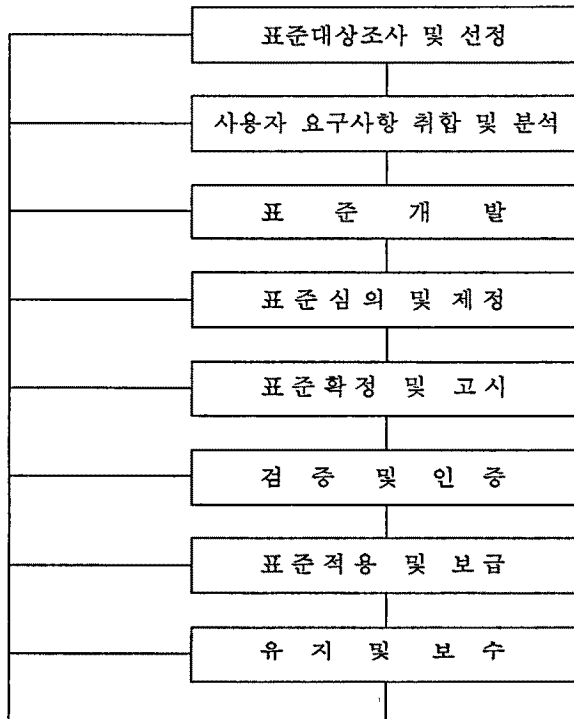 표준대상조사 및 선정
사용자 요구사항 취합 및 분석
표 준 개 발
표준심의 및 제정
표준확정 및 고시
검 증 및 인 증
표준적용 및 보급
유 지 및 보 수